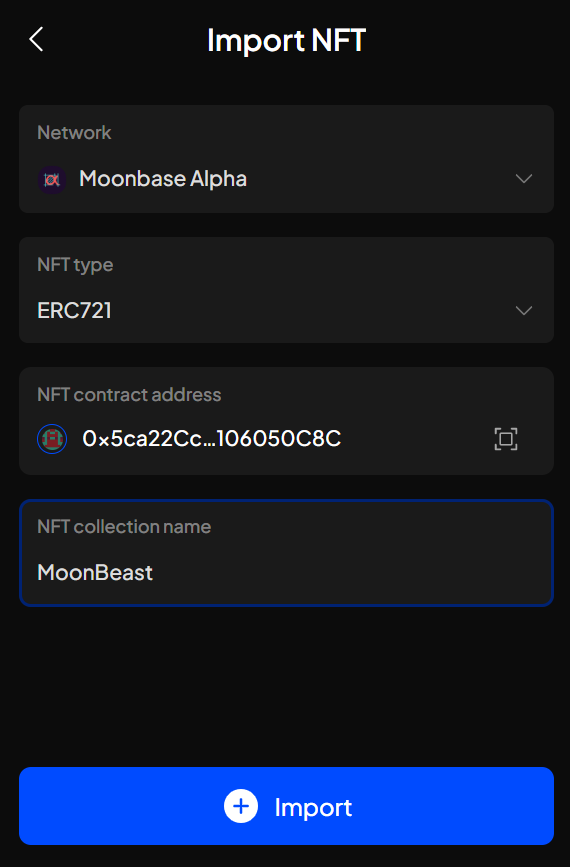 Import NFT
Network
Moonbase Alpha
NFT type
ERC721
NFT contract address
0x5ca22Cc...106050C8C
NFT collection name
MoonBeast
Import